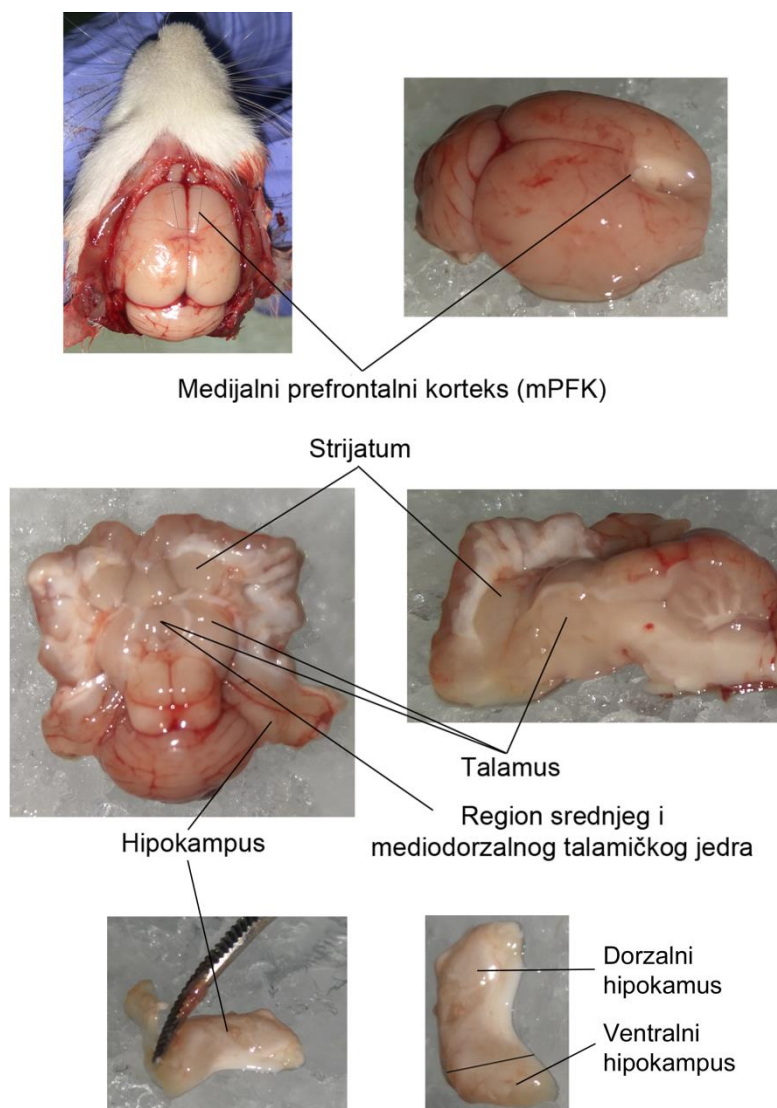 Medijalni prefrontalni korteks (mPFK)
Strijatum
Talamus
Region srednjeg i
mediodorzalnog talamičkog jedra
Hipokampus
Dorzalni
hipokamus
Ventralni
hipokampus